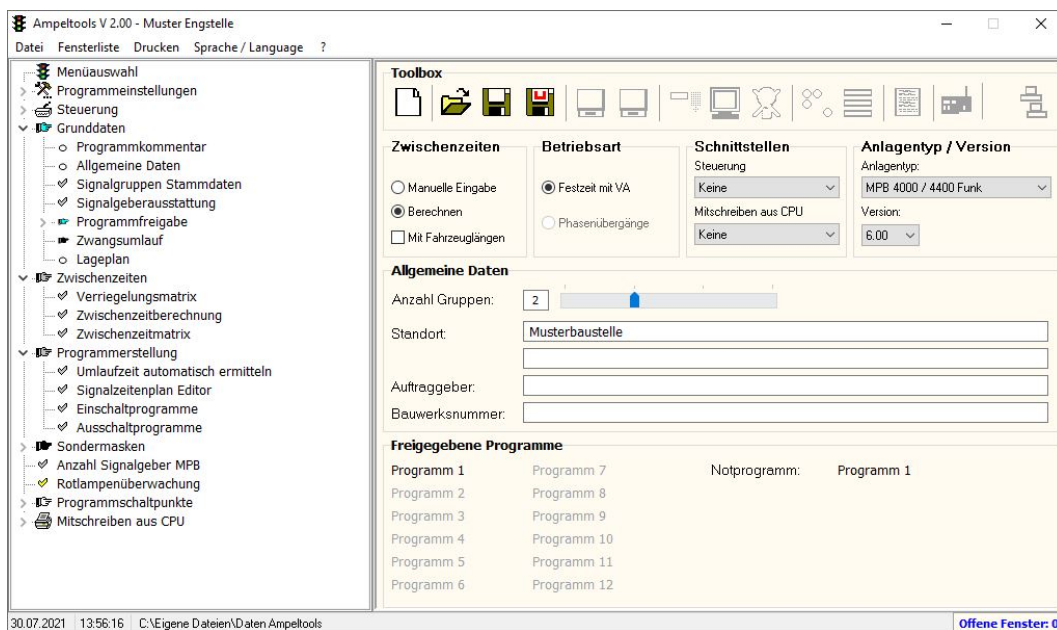 Ampeltools V 2.00 - Muster Engstelle
Datei Fensterliste Drucken Sprache / Language ?
Menüauswahl
Programmeinstellungen
Steuerung
Grunddaten
Programmkommentar
Allgemeine Daten
Signalgruppen Stammdaten
Signalgeberausstattung
Programmfreigabe
Zwangsumlauf
Lageplan
Zwischenzeiten
Verriegelungsmatrix
Zwischenzeitberechnung
Zwischenzeitmatrix
Programmerstellung
Umlaufzeit automatisch ermitteln
Signalzeitenplan Editor
Einschaltprogramme
Ausschaltprogramme
Sondermasken
Anzahl Signalgeber MPB
Rotlampenüberwachung
Programmschaltpunkte
Mitschreiben aus CPU
Toolbox
Zwischenzeiten
Manuelle Eingabe
Berechnen
Mit Fahrzeuglängen
Betriebsart
Festzeit mit VA
Phasenübergänge
Schnittstellen
Steuerung
Keine
Mitschreiben aus CPU
Keine
Anlagentyp / Version
Anlagentyp:
MPB 4000 / 4400 Funk
Version:
6.00
Allgemeine Daten
Anzahl Gruppen: 2
Standort: Musterbaustelle
Auftraggeber:
Bauwerksnummer:
Freigegebene Programme
Programm 1 Programm 7 Notprogramm: Programm 1
Programm 2 Programm 8
Programm 3 Programm 9
Programm 4 Programm 10
Programm 5 Programm 11
Programm 6 Programm 12
30.07.2021 13:56:16 C:\Eigene Dateien\Daten Ampeltools Offene Fenster: 0